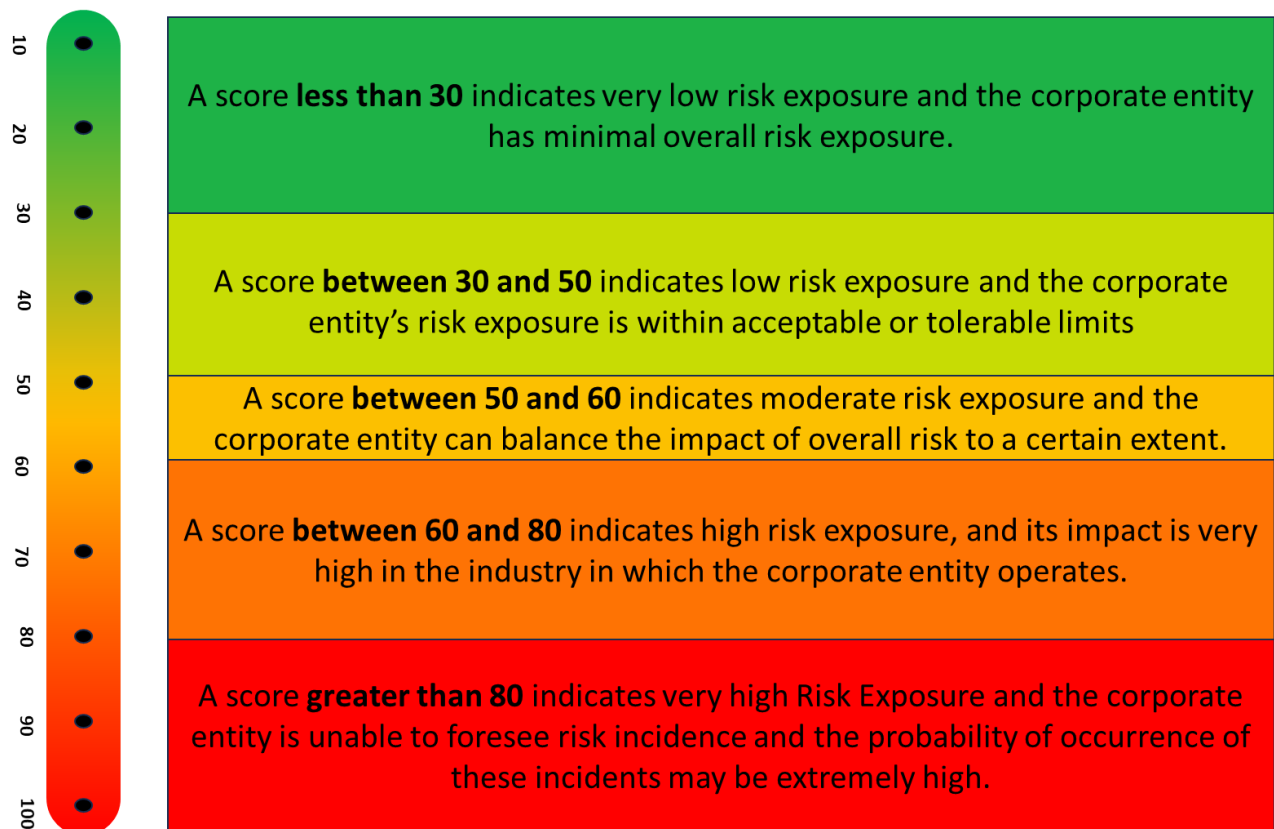 10
20
30
40
50
60
70
80
90
100
A score less than 30 indicates very low risk exposure and the corporate entity
has minimal overall risk exposure.
A score between 30 and 50 indicates low risk exposure and the corporate
entity’s risk exposure is within acceptable or tolerable limits
A score between 50 and 60 indicates moderate risk exposure and the
corporate entity can balance the impact of overall risk to a certain extent.
A score between 60 and 80 indicates high risk exposure, and its impact is very
high in the industry in which the corporate entity operates.
A score greater than 80 indicates very high Risk Exposure and the corporate
entity is unable to foresee risk incidence and the probability of occurrence of
these incidents may be extremely high.